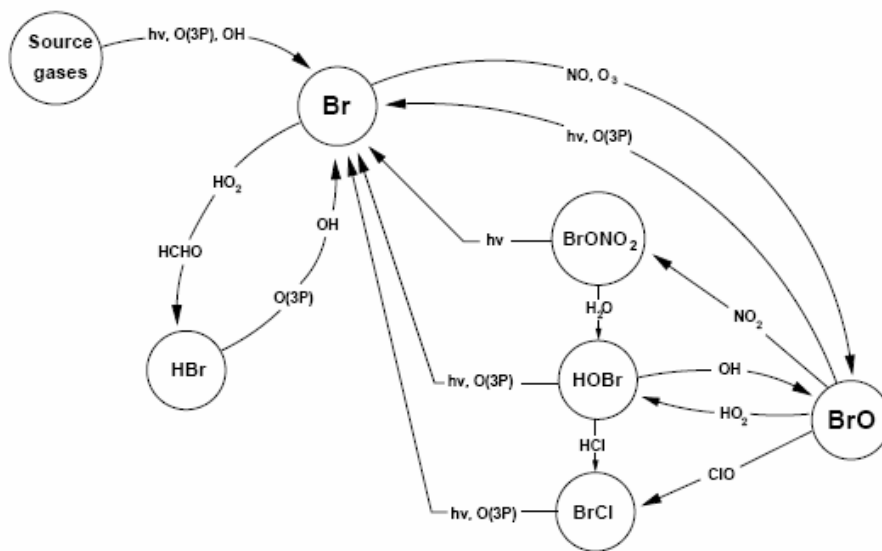 Source
gases
hv, O(3P), OH
Br
NO, O₃
hv, O(3P)
HO₂
OH
HCHO
O(3P)
HBr
hv
BrONO₂
H₂O
NO₂
hv, O(3P)
HOBr
OH
HO₂
BrO
HCl
ClO
hv, O(3P)
BrCl